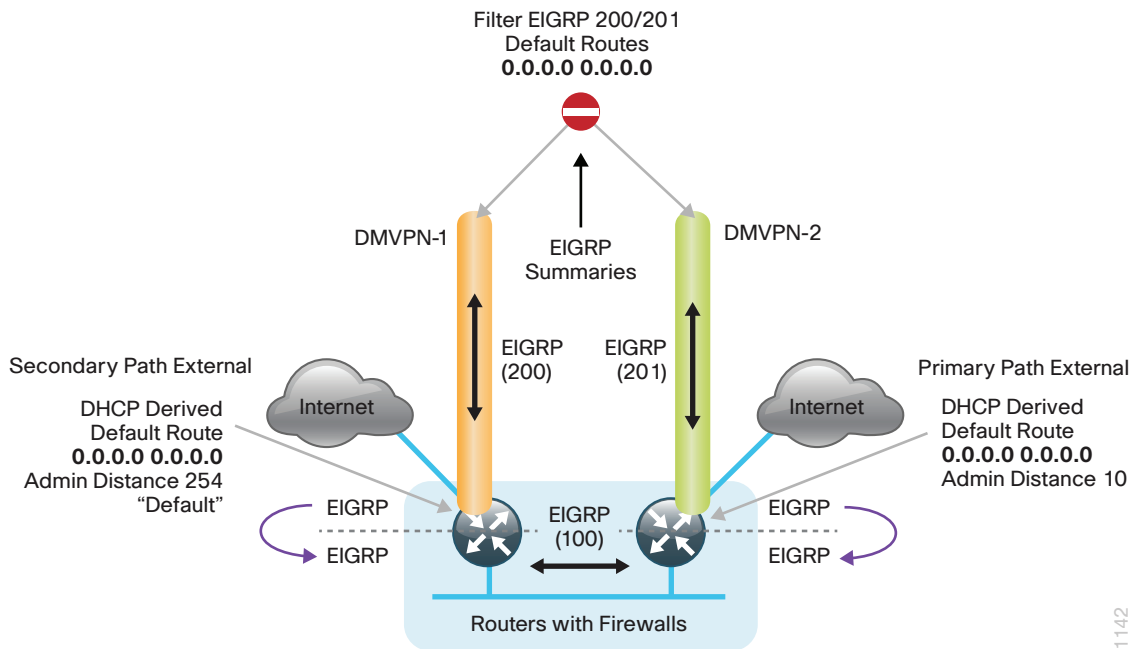 Filter EIGRP 200/201
Default Routes
0.0.0.0 0.0.0.0
DMVPN-1
DMVPN-2
EIGRP
Summaries
EIGRP
(200)
EIGRP
(201)
Secondary Path External
Internet
DHCP Derived
Default Route
0.0.0.0 0.0.0.0
Admin Distance 254
“Default”
Primary Path External
Internet
DHCP Derived
Default Route
0.0.0.0 0.0.0.0
Admin Distance 10
EIGRP
EIGRP
EIGRP
(100)
EIGRP
EIGRP
Routers with Firewalls
1142